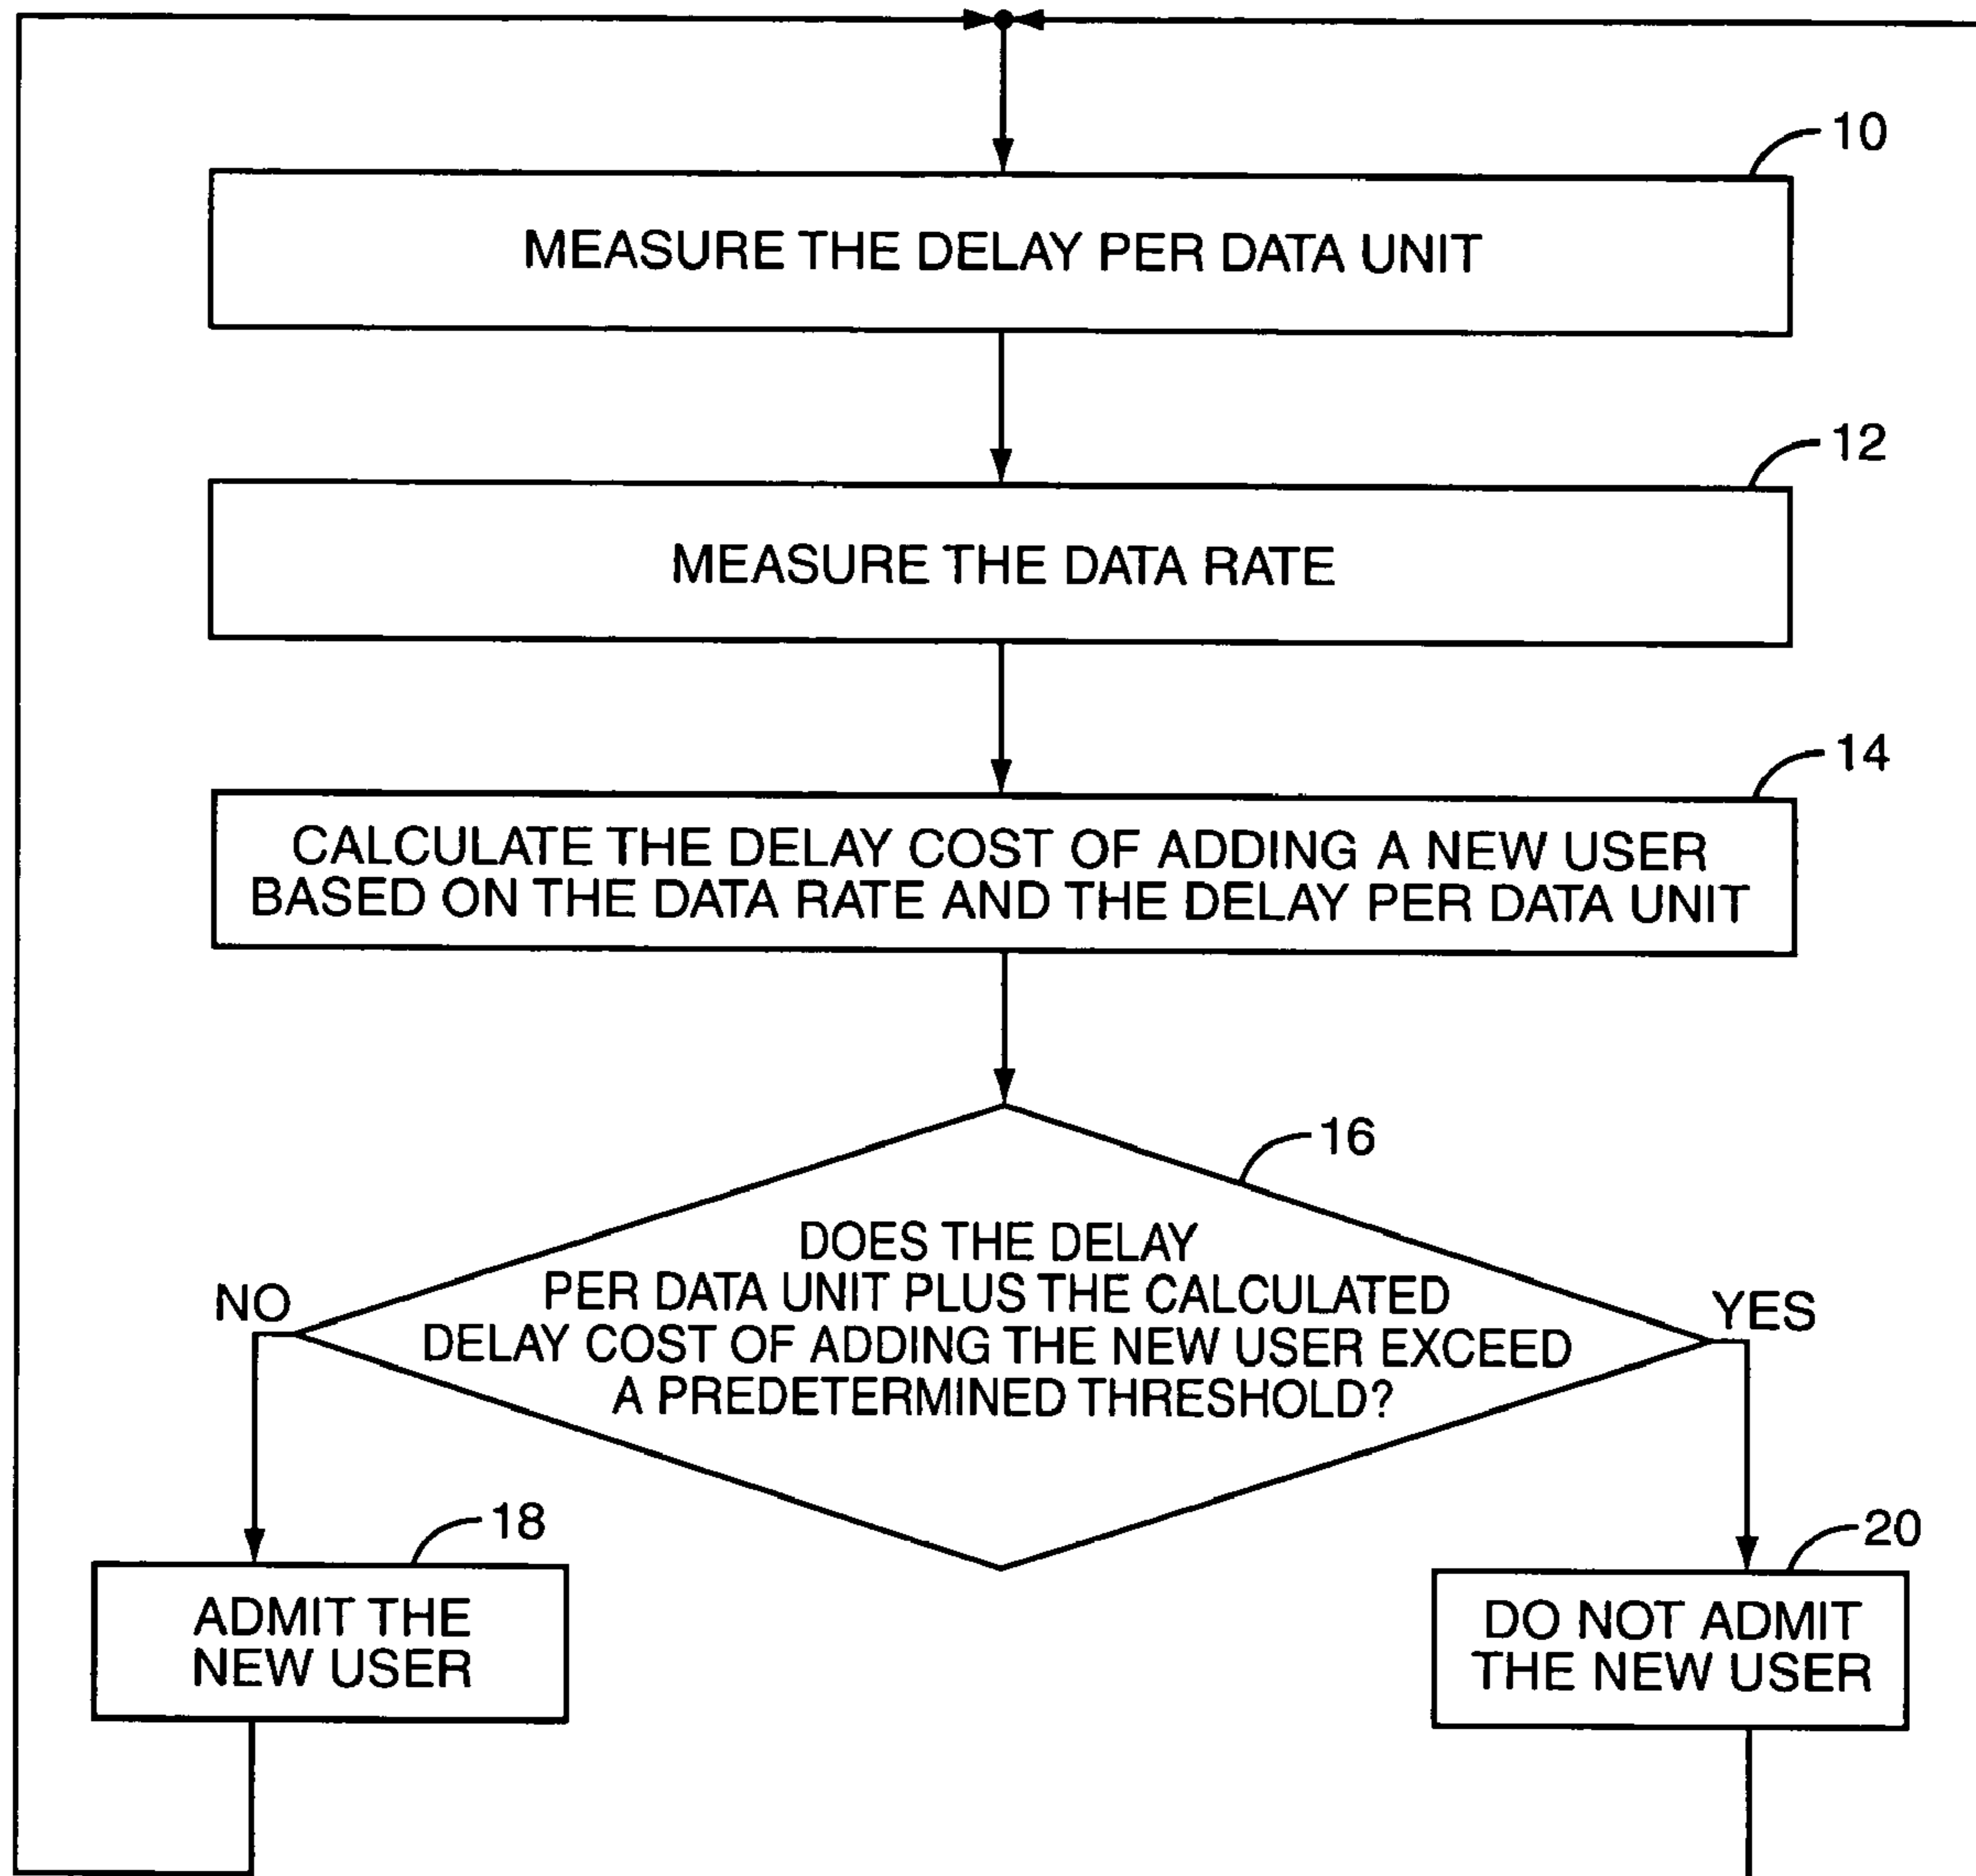 10
MEASURE THE DELAY PER DATA UNIT
12
MEASURE THE DATA RATE
14
CALCULATE THE DELAY COST OF ADDING A NEW USER
BASED ON THE DATA RATE AND THE DELAY PER DATA UNIT
16
DOES THE DELAY
PER DATA UNIT PLUS THE CALCULATED
DELAY COST OF ADDING THE NEW USER EXCEED
A PREDETERMINED THRESHOLD?
NO
YES
18
ADMIT THE
NEW USER
20
DO NOT ADMIT
THE NEW USER